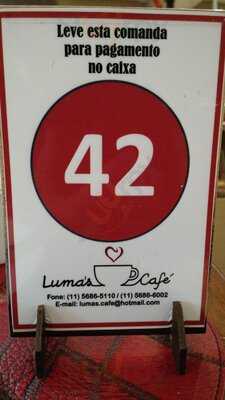 Leve esta comanda
para pagamento
no caixa
42
Luma's Café
Fone: (11) 5686-5110 / (11) 5686-6002
E-mail: lumas.cafe@hotmail.com